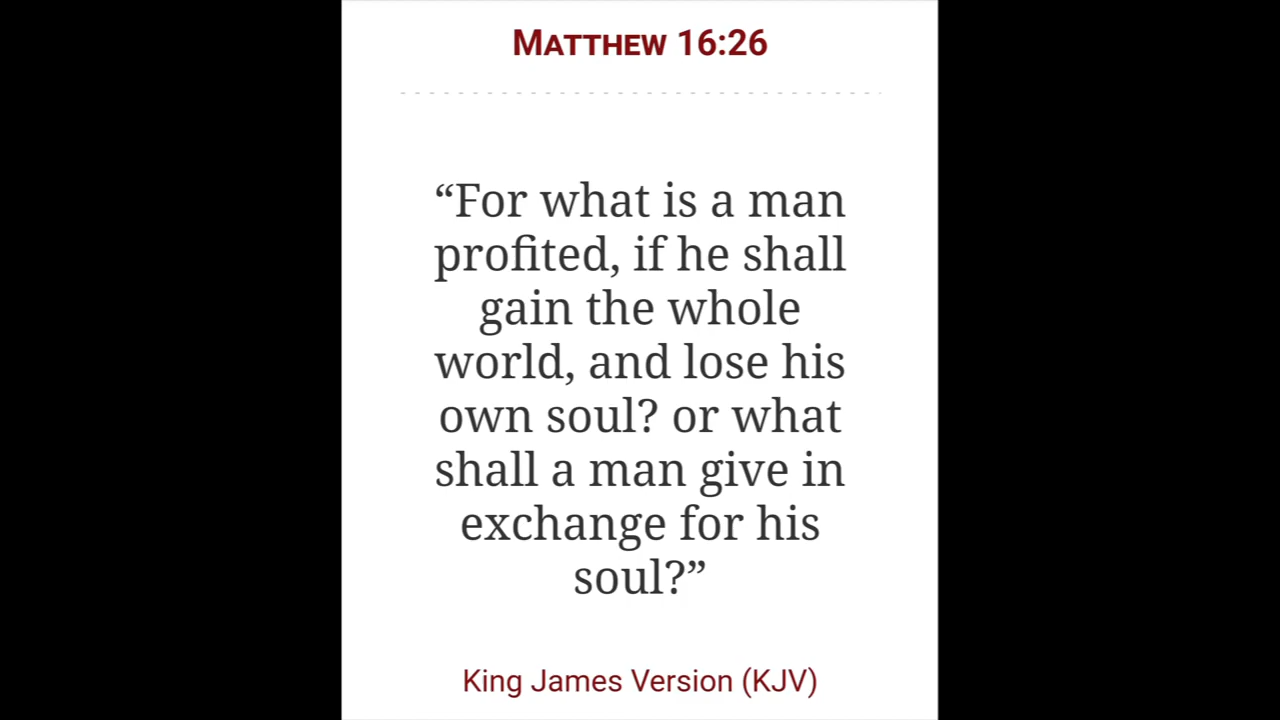 MATTHEW 16:26
“For what is a man
profited, if he shall
gain the whole
world, and lose his
own soul? or what
shall a man give in
exchange for his
soul?”
King James Version (KJV)